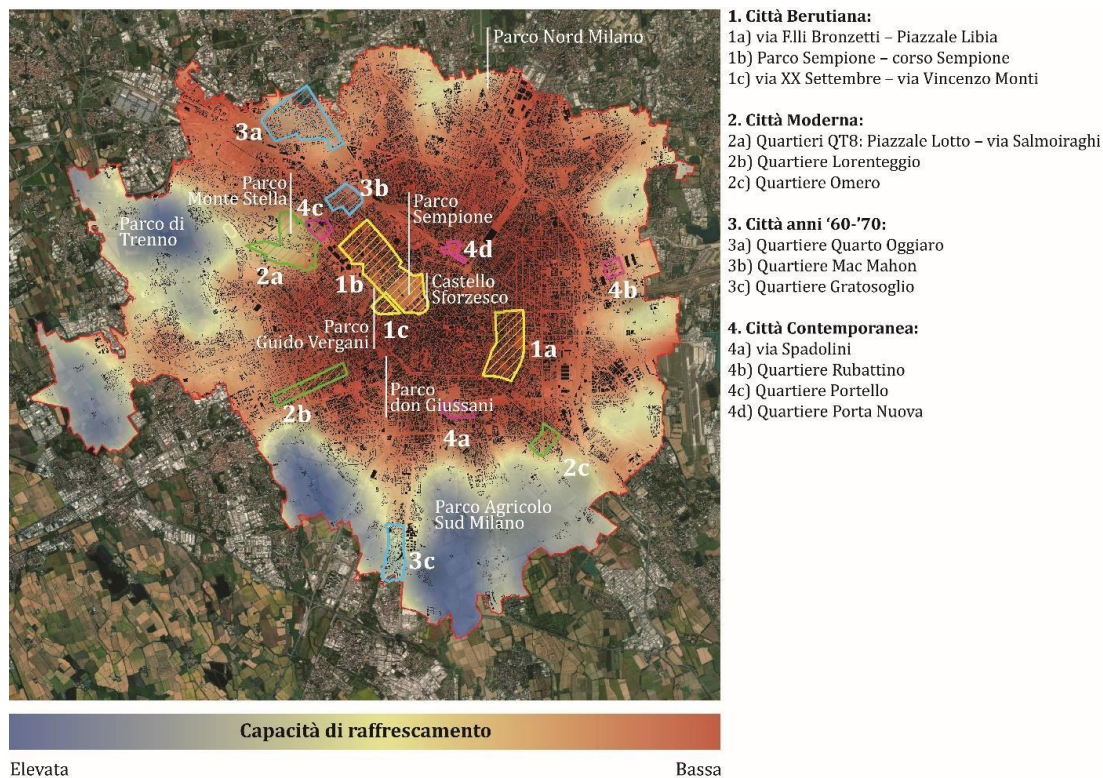 Parco Nord Milano
3a
Parco
Monte Stella
3b
4c
Parco
Sempione
Parco di
Trenno
4d
2a
1b
Castello
Sforzesco
4b
1c
Parco
Guido Vergani
1a
Parco
don Giussani
2b
4a
2c
Parco Agricolo
Sud Milano
3c
Capacità di raffrescamento
Elevata
Bassa
1. Città Berutiana:
1a) via F.lli Bronzetti – Piazzale Libia
1b) Parco Sempione – corso Sempione
1c) via XX Settembre – via Vincenzo Monti
2. Città Moderna:
2a) Quartieri QT8: Piazzale Lotto – via Salmoiraghi
2b) Quartiere Lorenteggio
2c) Quartiere Omero
3. Città anni ‘60-’70:
3a) Quartiere Quarto Oggiaro
3b) Quartiere Mac Mahon
3c) Quartiere Gratosoglio
4. Città Contemporanea:
4a) via Spadolini
4b) Quartiere Rubattino
4c) Quartiere Portello
4d) Quartiere Porta Nuova